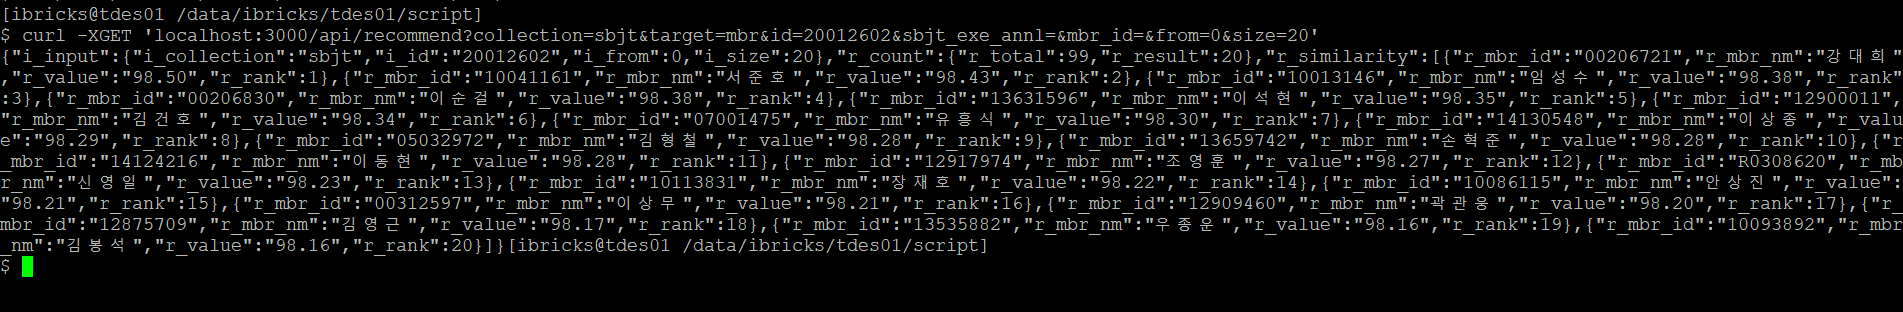 [ibricks@tdes01 /data/ibricks/tdes01/script]
$ curl -XGET 'localhost:3000/api/recommend?collection=sbjt&target=mbr&id=20012602&sbjt_exe_annl=&mbr_id=&from=0&size=20'
{"i_input":{"i_collection":"sbjt","i_id":"20012602","i_from":0,"i_size":20},"r_count":{"r_total":99,"r_result":20},"r_similarity":[{"r_mbr_id":"00206721","r_mbr_nm":"강대희"
,"r_value":"98.50","r_rank":1},{"r_mbr_id":"10041161","r_mbr_nm":"서준호","r_value":"98.43","r_rank":2},{"r_mbr_id":"10013146","r_mbr_nm":"임성수","r_value":"98.38","r_rank"
:3},{"r_mbr_id":"00206830","r_mbr_nm":"이순걸","r_value":"98.38","r_rank":4},{"r_mbr_id":"13631596","r_mbr_nm":"이석현","r_value":"98.35","r_rank":5},{"r_mbr_id":"12900011",
"r_mbr_nm":"김건호","r_value":"98.34","r_rank":6},{"r_mbr_id":"07001475","r_mbr_nm":"유흥식","r_value":"98.30","r_rank":7},{"r_mbr_id":"14130548","r_mbr_nm":"이상종","r_valu
e":"98.29","r_rank":8},{"r_mbr_id":"05032972","r_mbr_nm":"김형철","r_value":"98.28","r_rank":9},{"r_mbr_id":"13659742","r_mbr_nm":"손혁준","r_value":"98.28","r_rank":10},{"r
_mbr_id":"14124216","r_mbr_nm":"이동현","r_value":"98.28","r_rank":11},{"r_mbr_id":"12917974","r_mbr_nm":"조영훈","r_value":"98.27","r_rank":12},{"r_mbr_id":"R0308620","r_mb
r_nm":"신영일","r_value":"98.23","r_rank":13},{"r_mbr_id":"10113831","r_mbr_nm":"장재호","r_value":"98.22","r_rank":14},{"r_mbr_id":"10086115","r_mbr_nm":"안상진","r_value":
"98.21","r_rank":15},{"r_mbr_id":"00312597","r_mbr_nm":"이상무","r_value":"98.21","r_rank":16},{"r_mbr_id":"12909460","r_mbr_nm":"곽관웅","r_value":"98.20","r_rank":17},{"r_
mbr_id":"12875709","r_mbr_nm":"김영근","r_value":"98.17","r_rank":18},{"r_mbr_id":"13535882","r_mbr_nm":"우종운","r_value":"98.16","r_rank":19},{"r_mbr_id":"10093892","r_mbr
_nm":"김봉석","r_value":"98.16","r_rank":20}]}[ibricks@tdes01 /data/ibricks/tdes01/script]
$